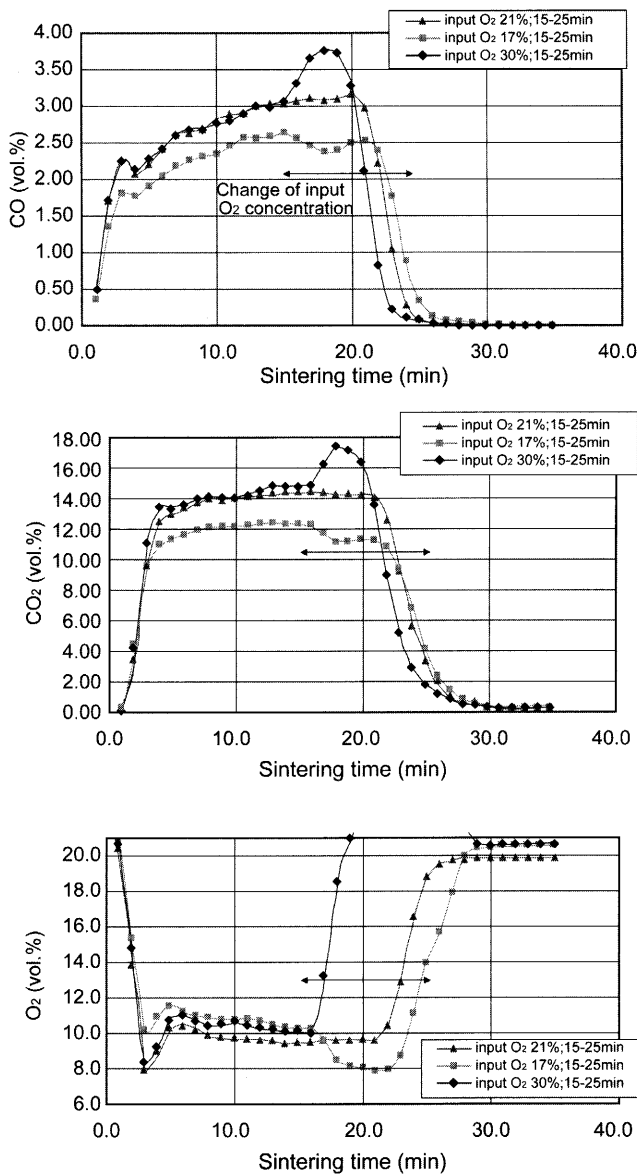 input O₂ 21%;15-25min
input O₂ 17%;15-25min
input O₂ 30%;15-25min
4.00
3.50
3.00
2.50
2.00
1.50
1.00
0.50
0.00
CO (vol.%)
Change of input
O₂ concentration
0.0 10.0 20.0 30.0 40.0
Sintering time (min)
input O₂ 21%;15-25min
input O₂ 17%;15-25min
input O₂ 30%;15-25min
18.00
16.00
14.00
12.00
10.00
8.00
6.00
4.00
2.00
0.00
CO₂ (vol.%)
0.0 10.0 20.0 30.0 40.0
Sintering time (min)
20.0
18.0
16.0
14.0
12.0
10.0
8.0
6.0
O₂ (vol.%)
input O₂ 21%;15-25min
input O₂ 17%;15-25min
input O₂ 30%;15-25min
0.0 10.0 20.0 30.0 40.0
Sintering time (min)